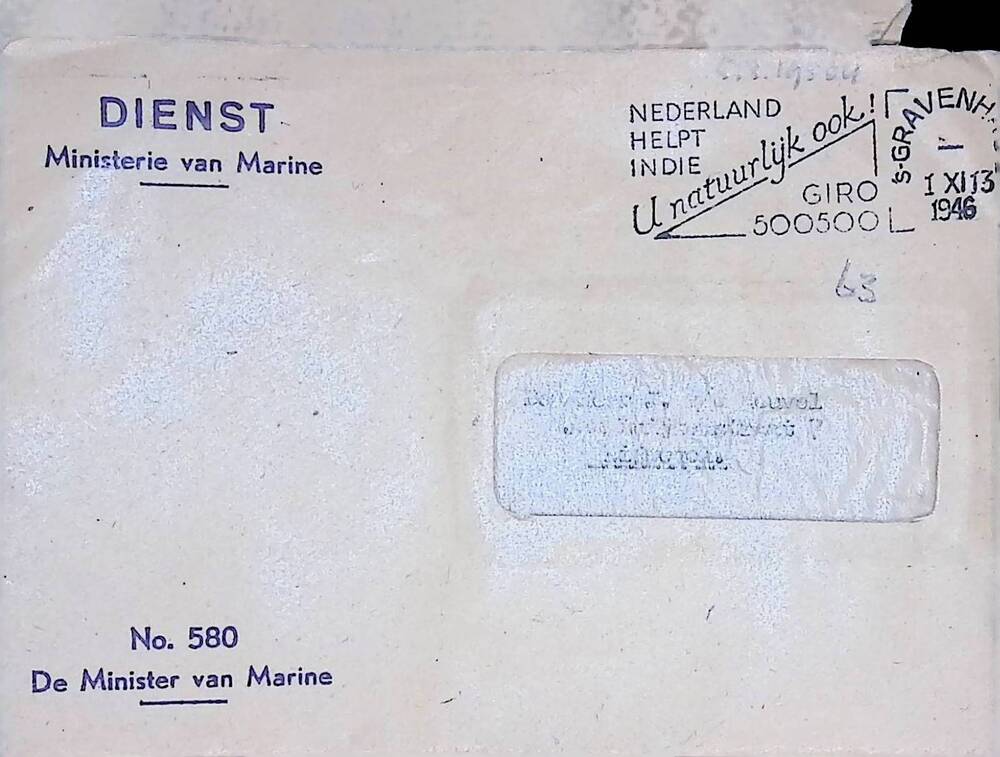 DIENST
Ministerie van Marine
NEDERLAND
HELPT
INDIE
U natuurlijk ook!
GIRO
500500
's-GRAVENH
1 XI 13
1946
63
No. 580
De Minister van Marine